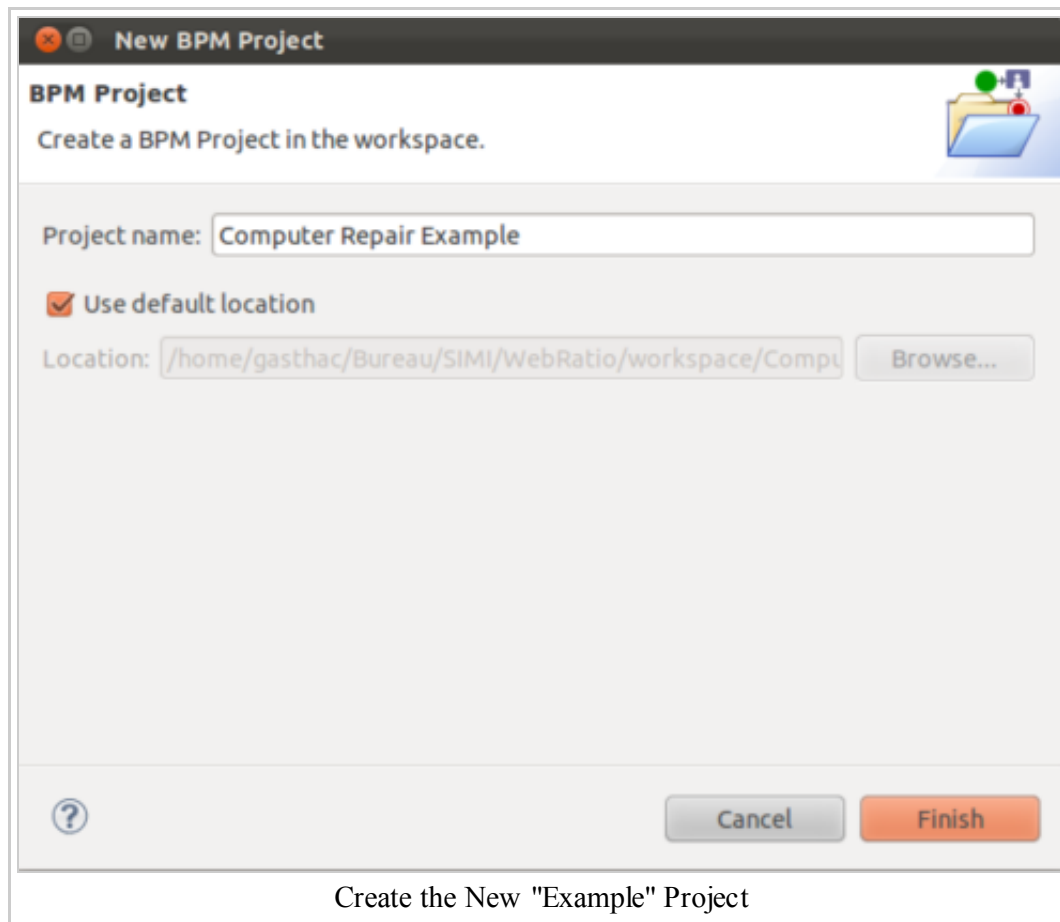 New BPM Project
BPM Project
Create a BPM Project in the workspace.
Project name: Computer Repair Example
Use default location
Location: /home/gasthac/Bureau/SIMI/WebRatio/workspace/Compu Browse...
? Cancel Finish
Create the New "Example" Project